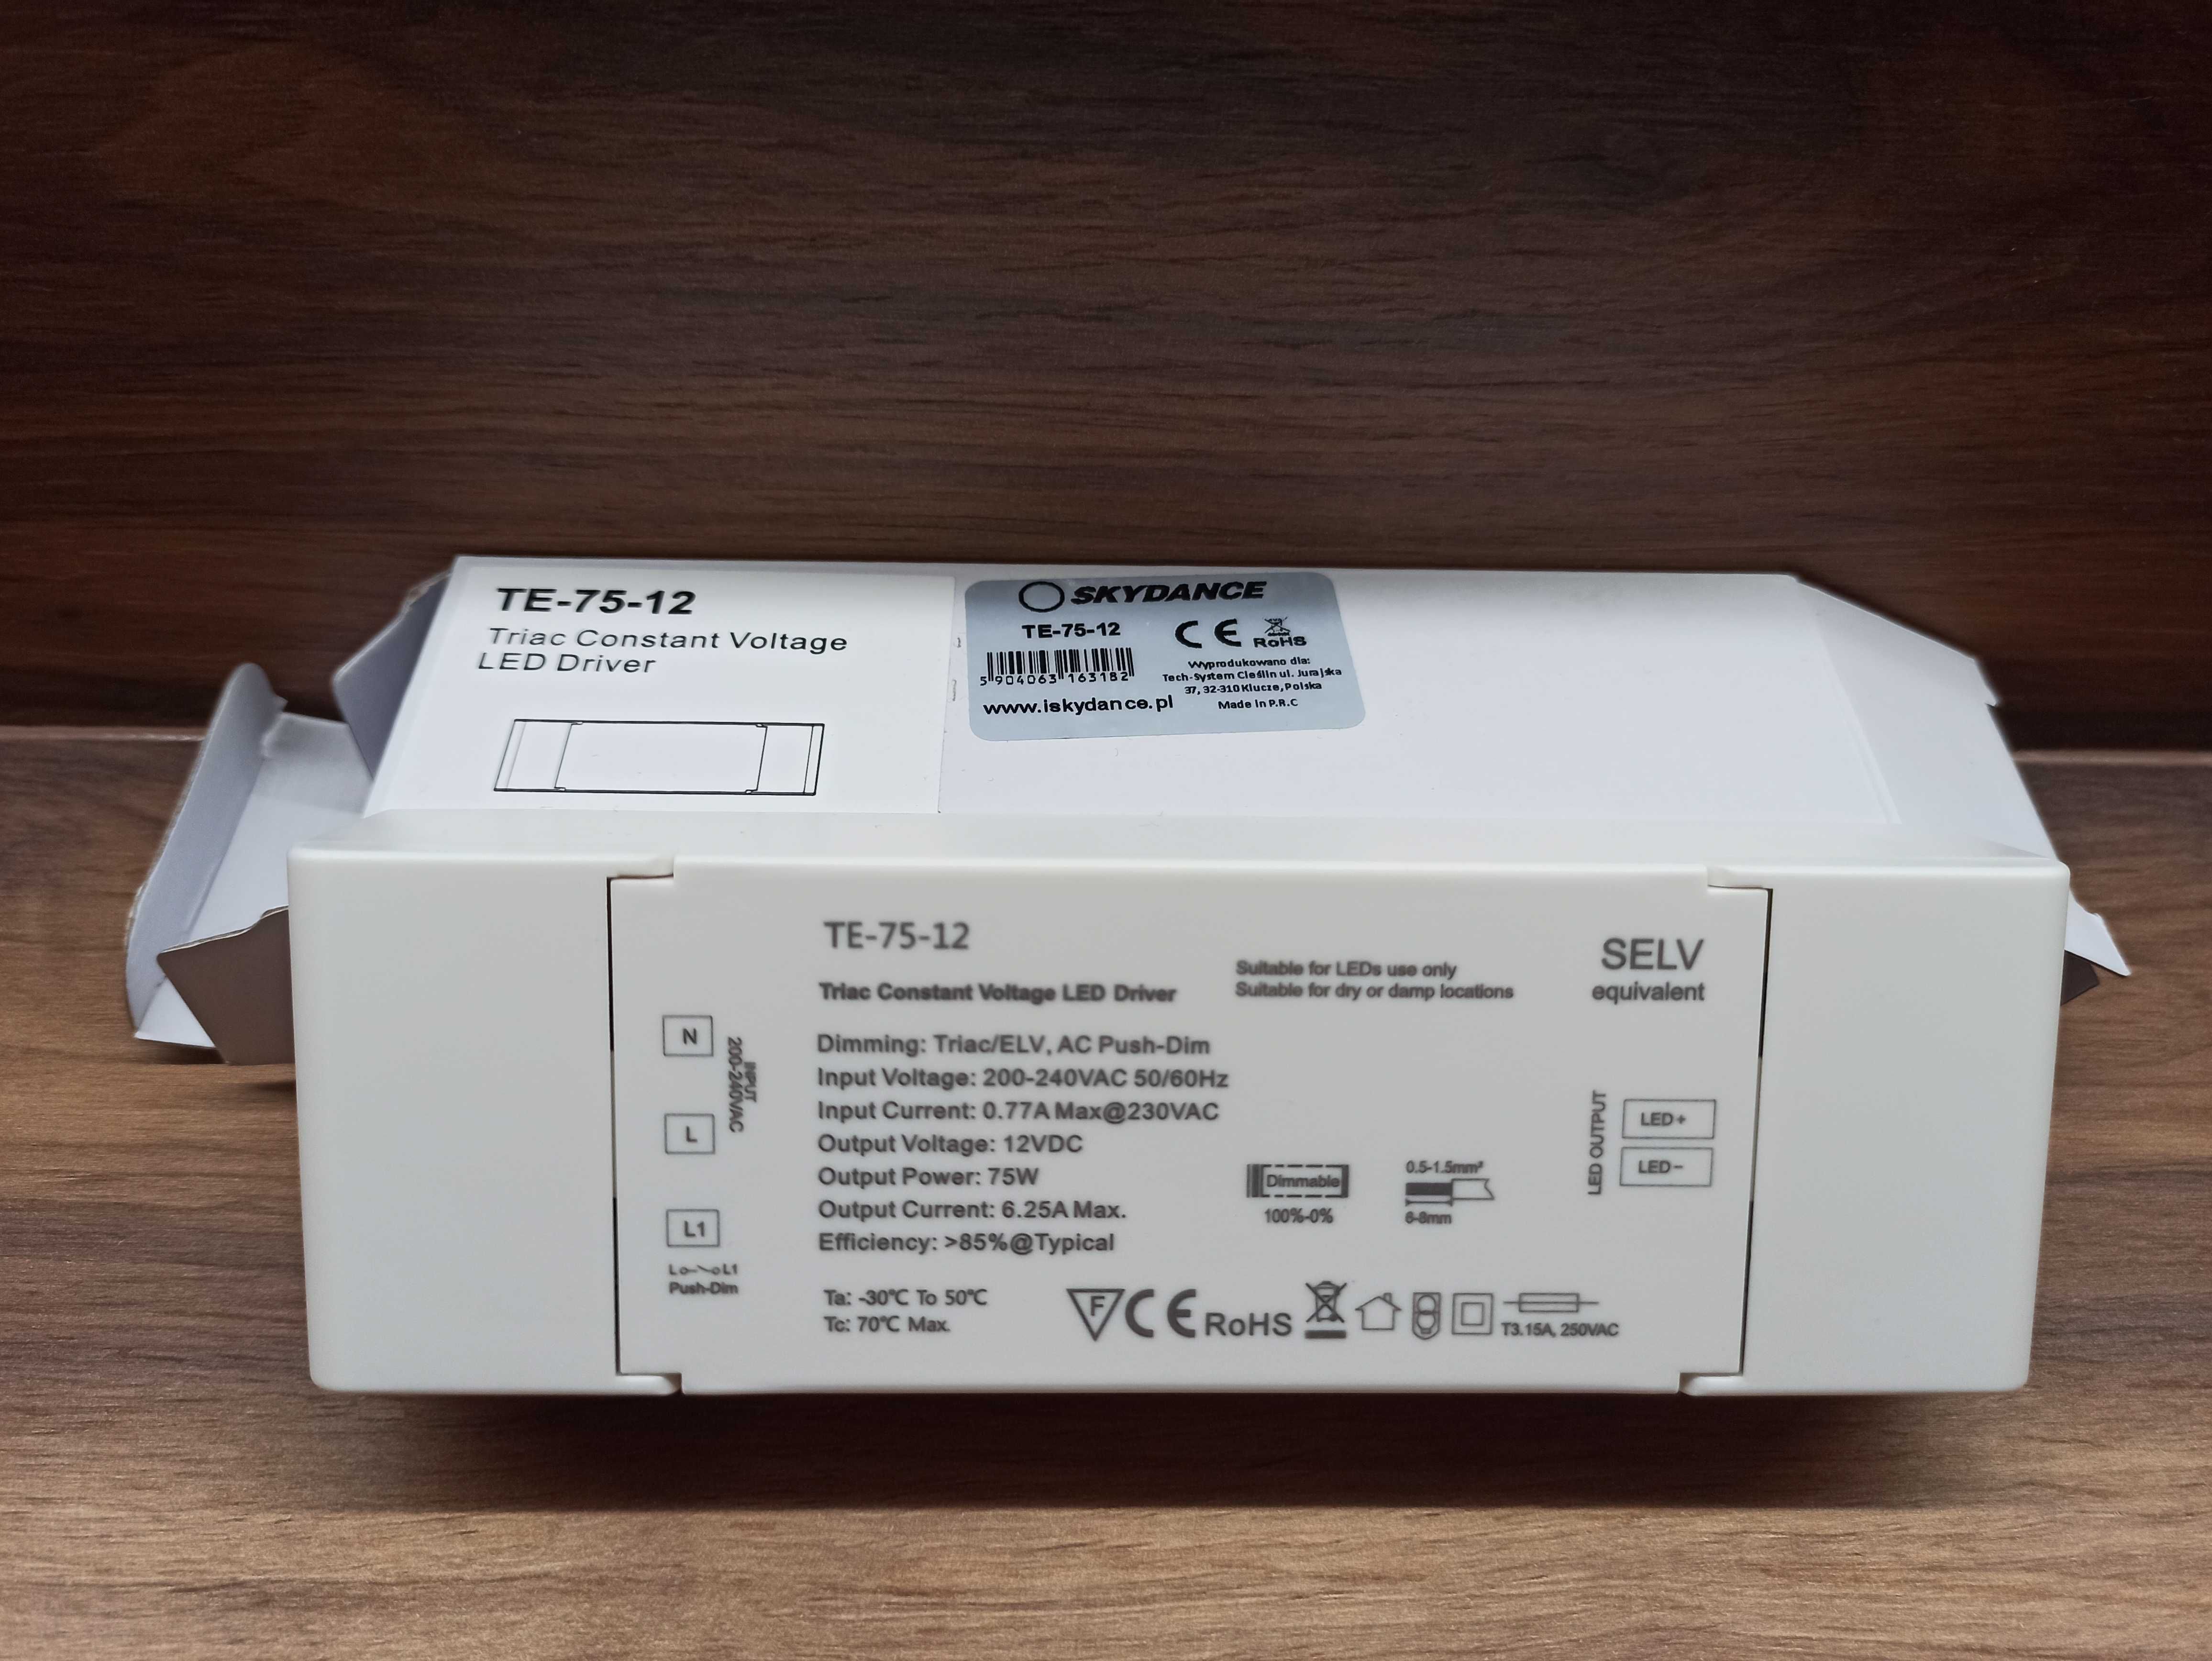 TE-75-12
Triac Constant Voltage
LED Driver
SKYDANCE
TE-75-12
CE
RoHS
5 904063 163182
www.iskydance.pl
Wyprodukowano dla:
Tech-System Cieślin ul. Jurajska
37, 32-310 Klucze, Polska
Made in P.R.C
TE-75-12
Triac Constant Voltage LED Driver
Suitable for LEDs use only
Suitable for dry or damp locations
SELV
equivalent
N
L
INPUT
200-240VAC
L1
L L1
Push-Dim
Dimming: Triac/ELV, AC Push-Dim
Input Voltage: 200-240VAC 50/60Hz
Input Current: 0.77A Max@230VAC
Output Voltage: 12VDC
Output Power: 75W
Output Current: 6.25A Max.
Efficiency: >85%@Typical
Dimmable
100%-0%
0.5-1.5mm²
6-8mm
LED OUTPUT
LED+
LED-
Ta: -30℃ To 50℃
Tc: 70℃ Max.
F CE RoHS
T3.15A, 250VAC